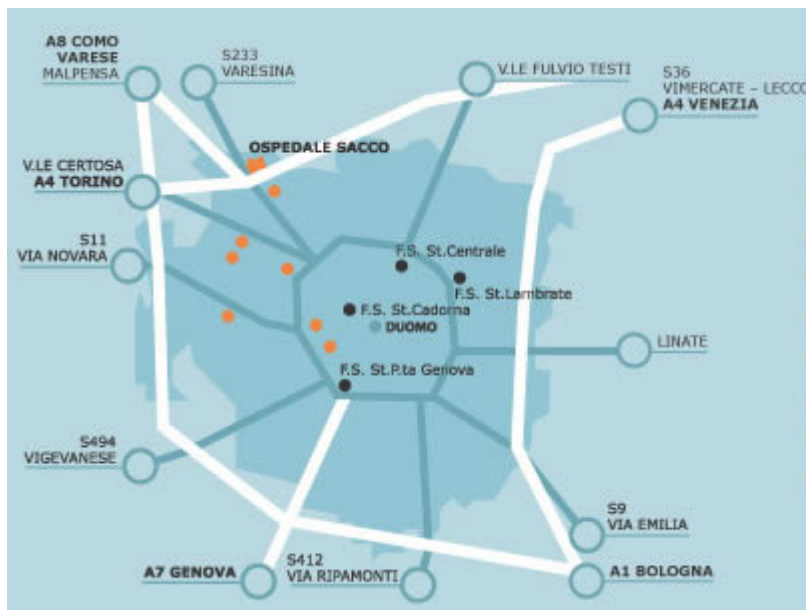 A8 COMO
VARESE
MALPENSA
S233
VARESINA
V.LE FULVIO TESTI
S36
VIMERCATE – LECCO
A4 VENEZIA
OSPEDALE SACCO
V.LE CERTOSA
A4 TORINO
S11
VIA NOVARA
F.S. St.Centrale
F.S. St.Lambrate
F.S. St.Cadorna
DUOMO
LINATE
F.S. St.P.ta Genova
S494
VIGEVANESE
S9
VIA EMILIA
A7 GENOVA
S412
VIA RIPAMONTI
A1 BOLOGNA